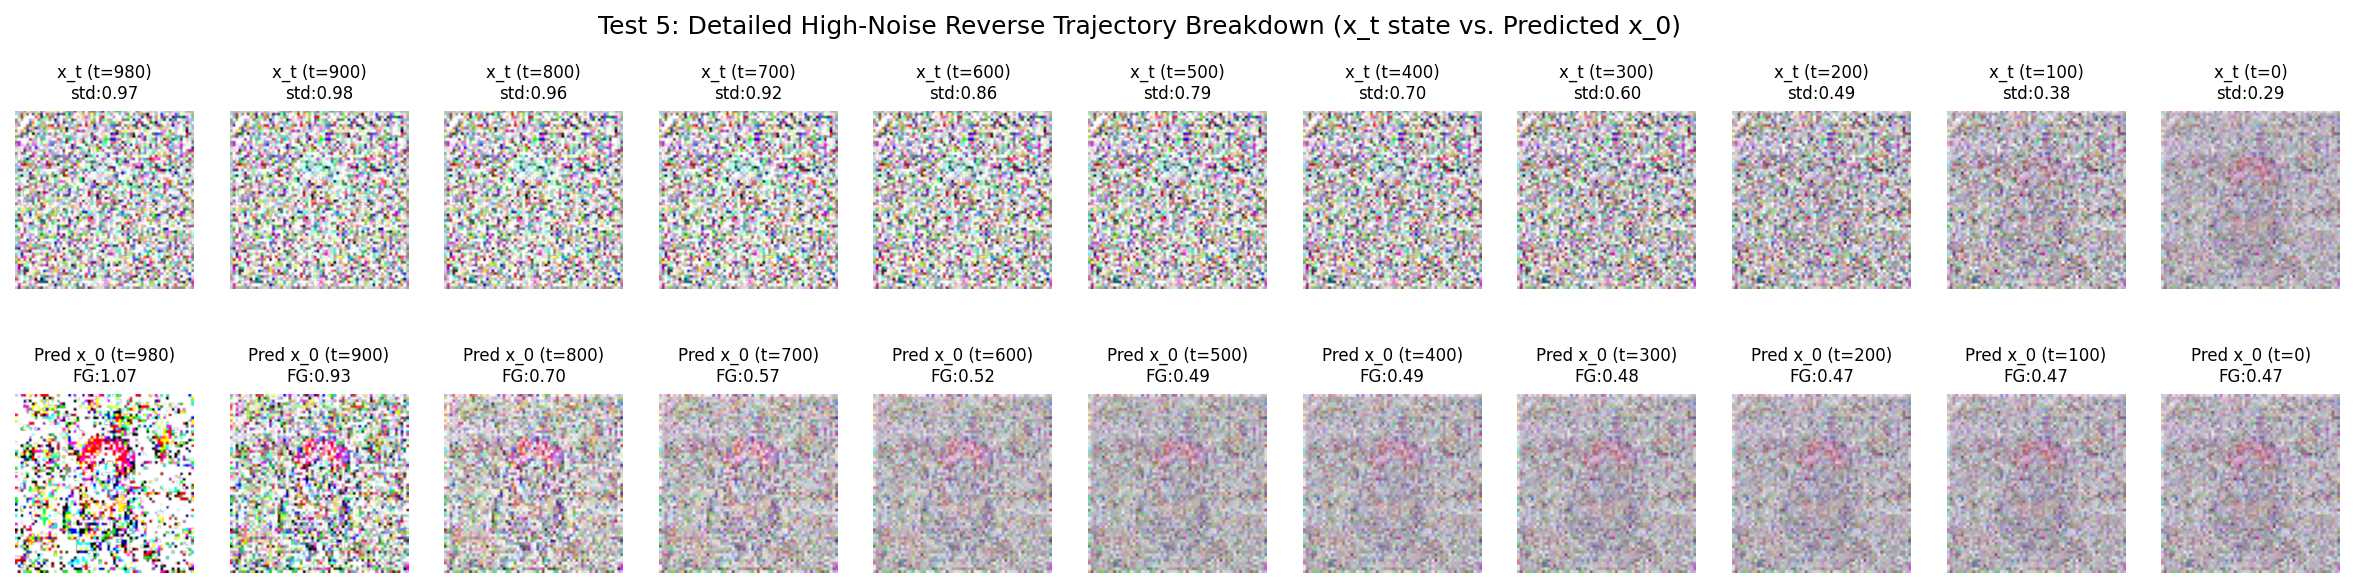 Test 5: Detailed High-Noise Reverse Trajectory Breakdown (x_t state vs. Predicted x_0)
x_t (t=980)
std:0.97
x_t (t=900)
std:0.98
x_t (t=800)
std:0.96
x_t (t=700)
std:0.92
x_t (t=600)
std:0.86
x_t (t=500)
std:0.79
x_t (t=400)
std:0.70
x_t (t=300)
std:0.60
x_t (t=200)
std:0.49
x_t (t=100)
std:0.38
x_t (t=0)
std:0.29
Pred x_0 (t=980)
FG:1.07
Pred x_0 (t=900)
FG:0.93
Pred x_0 (t=800)
FG:0.70
Pred x_0 (t=700)
FG:0.57
Pred x_0 (t=600)
FG:0.52
Pred x_0 (t=500)
FG:0.49
Pred x_0 (t=400)
FG:0.49
Pred x_0 (t=300)
FG:0.48
Pred x_0 (t=200)
FG:0.47
Pred x_0 (t=100)
FG:0.47
Pred x_0 (t=0)
FG:0.47